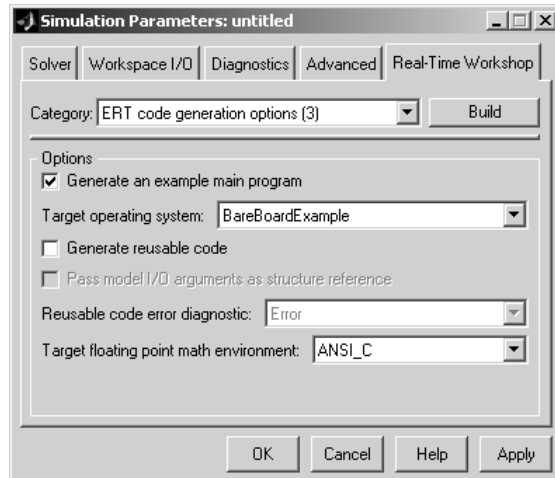 Simulation Parameters: untitled
Solver Workspace I/O Diagnostics Advanced Real-Time Workshop
Category: ERT code generation options (3) Build
Options
Generate an example main program
Target operating system: BareBoardExample
Generate reusable code
Pass model I/O arguments as structure reference
Reusable code error diagnostic: Error
Target floating point math environment: ANSI_C
OK Cancel Help Apply